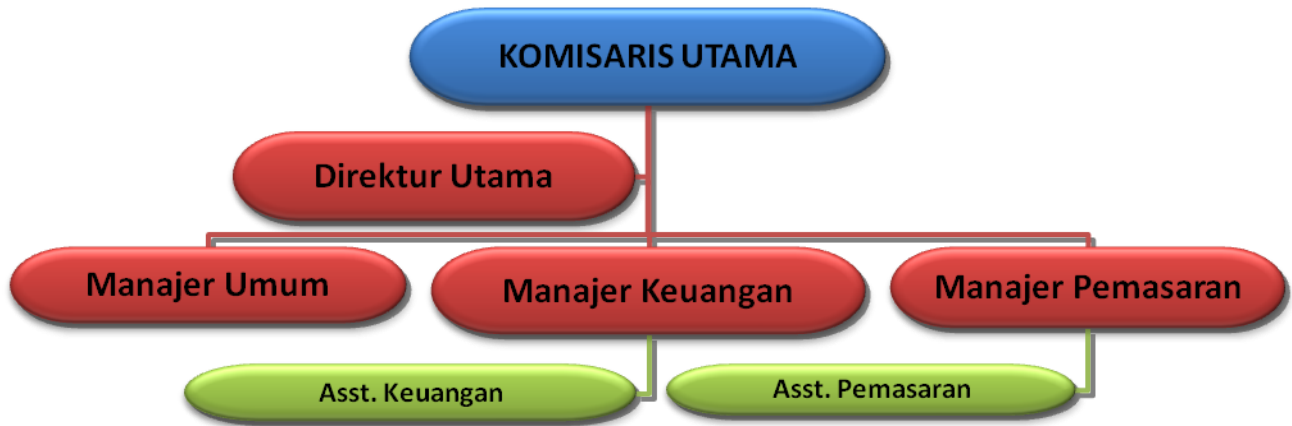 KOMISARIS UTAMA
Direktur Utama
Manajer Umum
Manajer Keuangan
Manajer Pemasaran
Asst. Keuangan
Asst. Pemasaran